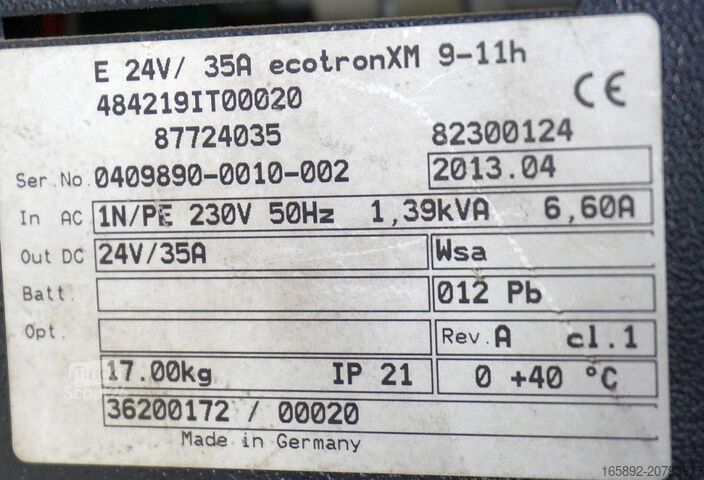 E 24V/ 35A ecotronXM 9-11h
484219IT00020
CE
87724035 82300124
Ser.No. 0409890-0010-002 2013.04
In AC 1N/PE 230V 50Hz 1,39kVA 6,60A
Out DC 24V/35A Wsa
Batt. 012 Pb
Opt. Rev.A cl.1
17.00kg IP 21 0 +40 °C
36200172 / 00020
Made in Germany